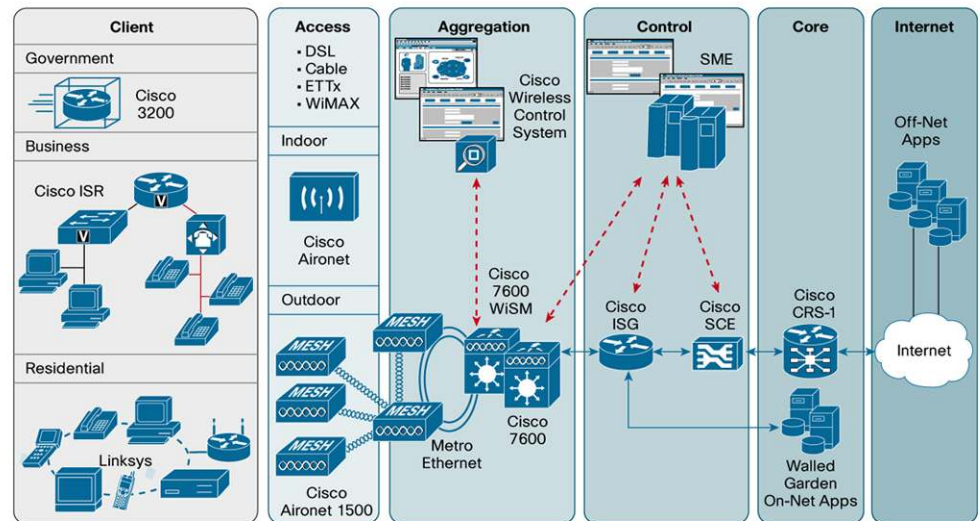 Client
Government
Cisco
3200
Business
Cisco ISR
V
V
Residential
Linksys
Access
▪ DSL
▪ Cable
▪ ETTx
▪ WiMAX
Indoor
Cisco
Aironet
Outdoor
MESH
MESH
MESH
Cisco
Aironet 1500
Aggregation
Cisco
Wireless
Control
System
Cisco
7600
WiSM
MESH
MESH
Metro
Ethernet
Cisco
7600
Control
SME
Cisco
ISG
Cisco
SCE
Core
Cisco
CRS-1
Walled
Garden
On-Net Apps
Internet
Off-Net
Apps
Internet